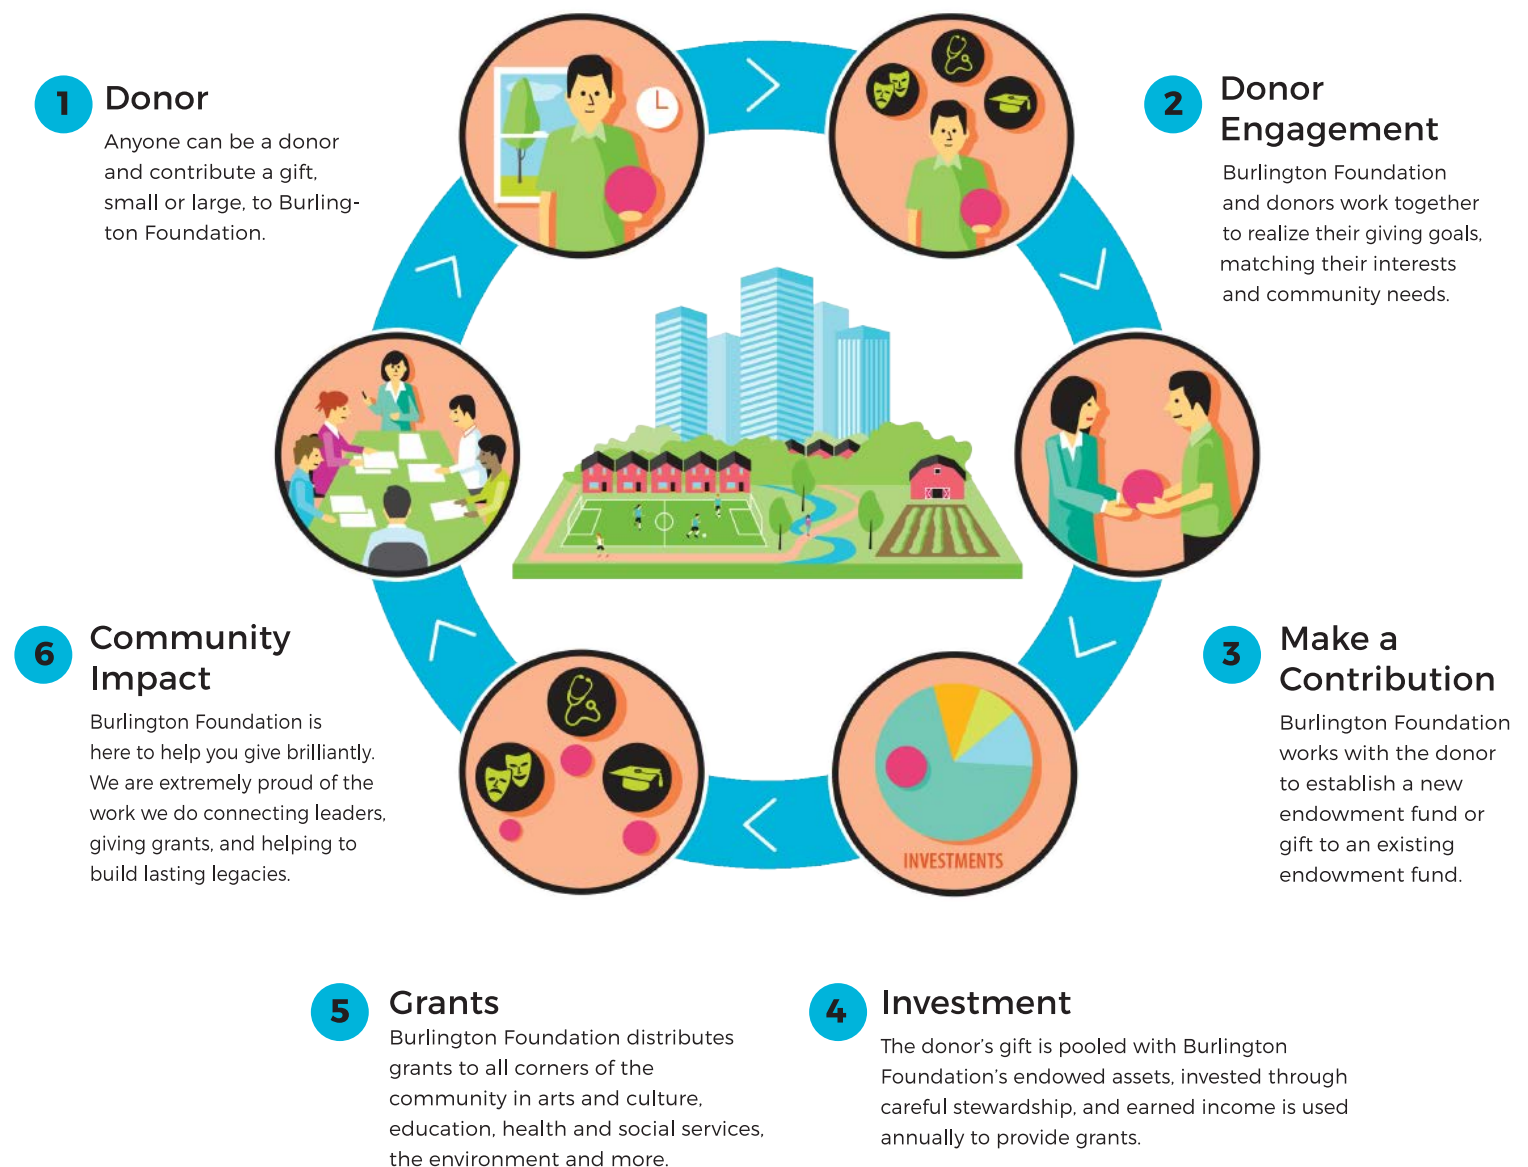 1
Donor
Anyone can be a donor
and contribute a gift,
small or large, to Burling-
ton Foundation.
2
Donor
Engagement
Burlington Foundation
and donors work together
to realize their giving goals,
matching their interests
and community needs.
3
Make a
Contribution
Burlington Foundation
works with the donor
to establish a new
endowment fund or
gift to an existing
endowment fund.
INVESTMENTS
4
Investment
The donor’s gift is pooled with Burlington
Foundation’s endowed assets, invested through
careful stewardship, and earned income is used
annually to provide grants.
5
Grants
Burlington Foundation distributes
grants to all corners of the
community in arts and culture,
education, health and social services,
the environment and more.
6
Community
Impact
Burlington Foundation is
here to help you give brilliantly.
We are extremely proud of the
work we do connecting leaders,
giving grants, and helping to
build lasting legacies.